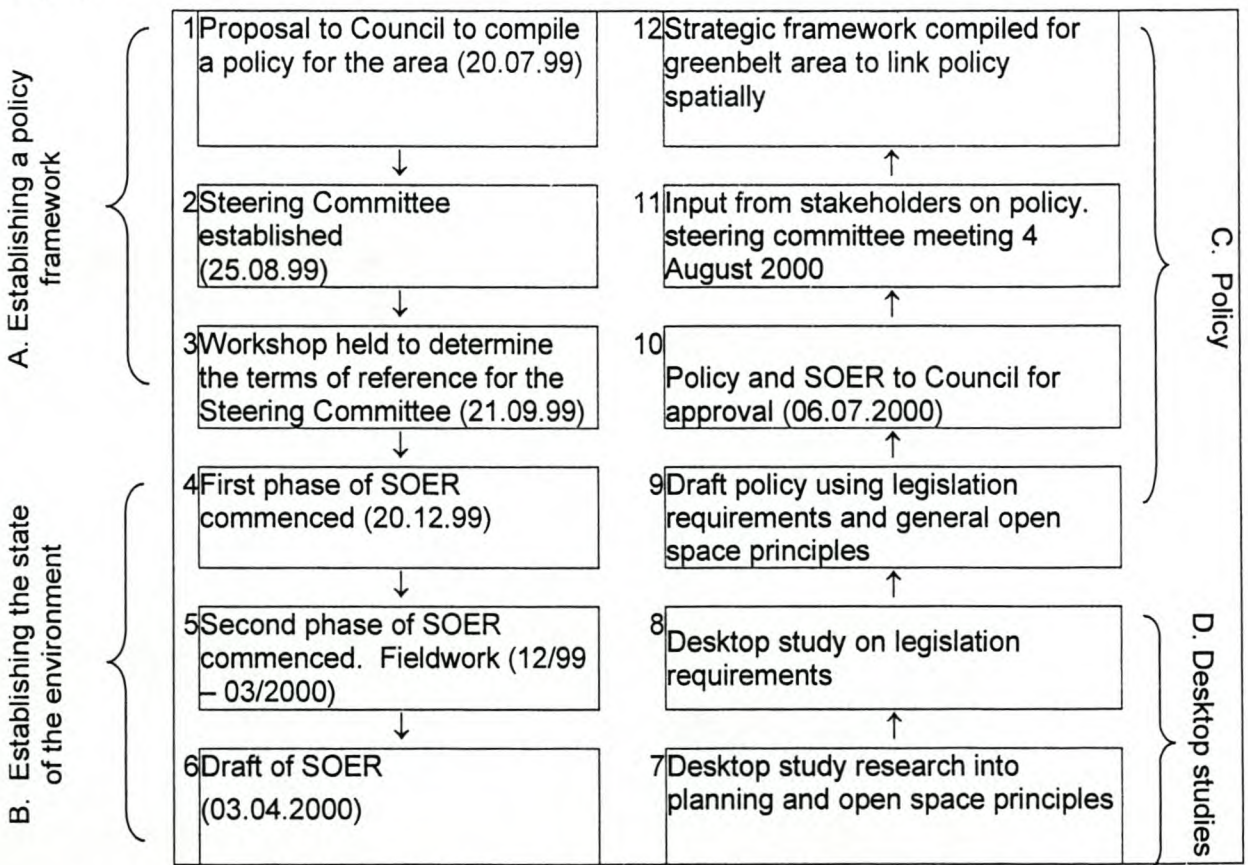 A. Establishing a policy
framework
1 Proposal to Council to compile
a policy for the area (20.07.99)
↓
2 Steering Committee
established
(25.08.99)
↓
3 Workshop held to determine
the terms of reference for the
Steering Committee (21.09.99)
↓
B. Establishing the state
of the environment
4 First phase of SOER
commenced (20.12.99)
↓
5 Second phase of SOER
commenced. Fieldwork (12/99
– 03/2000)
↓
6 Draft of SOER
(03.04.2000)
12 Strategic framework compiled for
greenbelt area to link policy
spatially
↑
11 Input from stakeholders on policy.
steering committee meeting 4
August 2000
↑
10
Policy and SOER to Council for
approval (06.07.2000)
↑
9 Draft policy using legislation
requirements and general open
space principles
↑
8
Desktop study on legislation
requirements
↑
7 Desktop study research into
planning and open space principles
C. Policy
D. Desktop studies